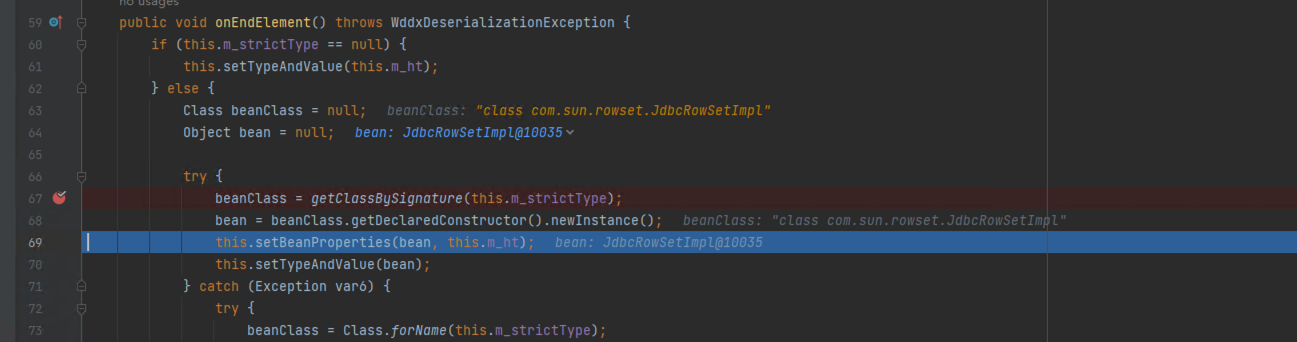 no usages
59 public void onEndElement() throws WddxDeserializationException {
60 if (this.m_strictType == null) {
61 this.setTypeAndValue(this.m_ht);
62 } else {
63 Class beanClass = null; beanClass: "class com.sun.rowset.JdbcRowSetImpl"
64 Object bean = null; bean: JdbcRowSetImpl@10035
65
66 try {
67 beanClass = getClassBySignature(this.m_strictType);
68 bean = beanClass.getDeclaredConstructor().newInstance(); beanClass: "class com.sun.rowset.JdbcRowSetImpl"
69 this.setBeanProperties(bean, this.m_ht); bean: JdbcRowSetImpl@10035
70 this.setTypeAndValue(bean);
71 } catch (Exception var6) {
72 try {
73 beanClass = Class.forName(this.m_strictType);